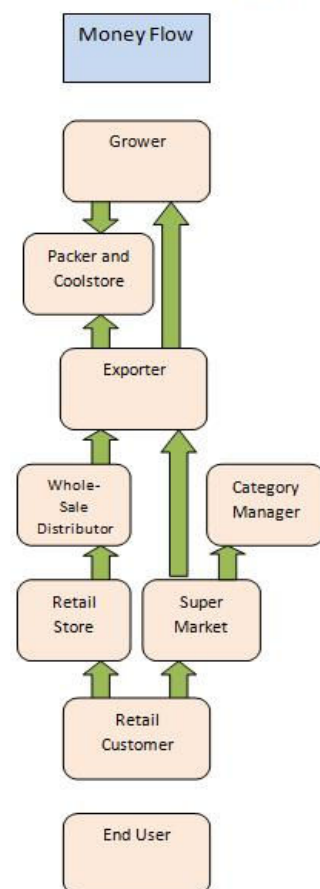 Money Flow
Grower
Packer and
Coolstore
Exporter
Whole-
Sale
Distributor
Category
Manager
Retail
Store
Super
Market
Retail
Customer
End User